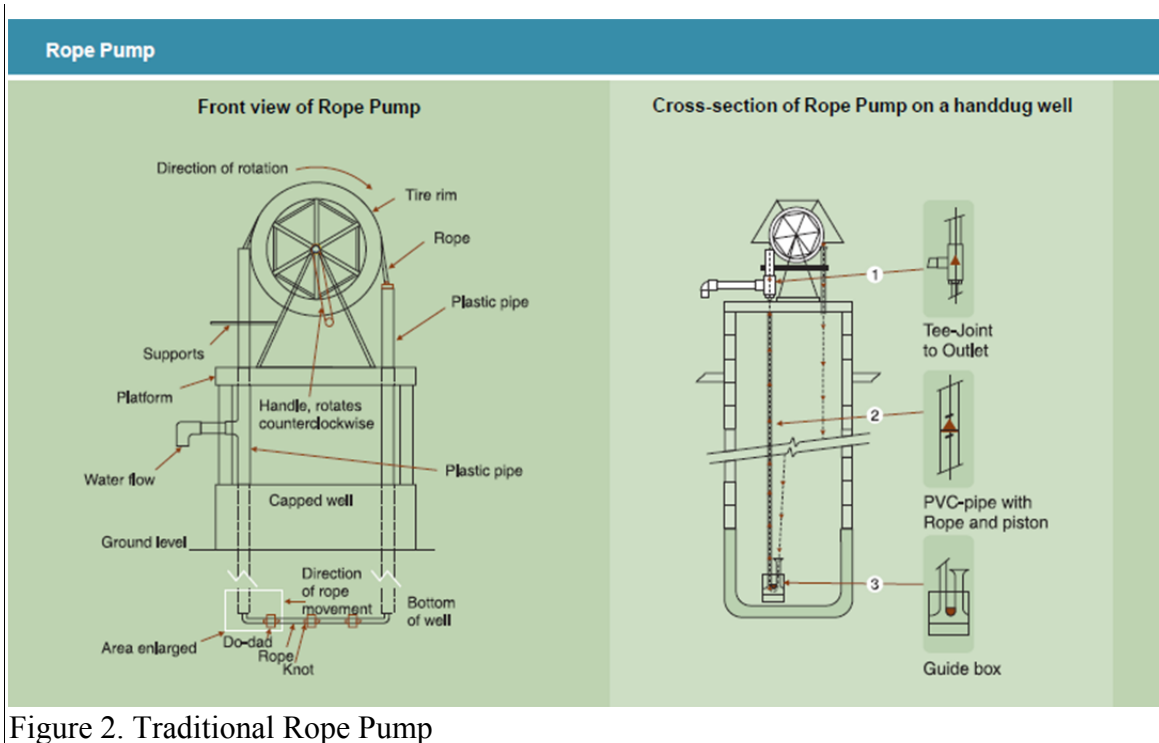 Rope Pump
Front view of Rope Pump
Direction of rotation
Tire rim
Rope
Plastic pipe
Supports
Platform
Handle, rotates
counterclockwise
Water flow
Plastic pipe
Capped well
Ground level
Direction
of rope
movement
Bottom
of well
Area enlarged
Do-dad
Rope
Knot
Cross-section of Rope Pump on a handdug well
1
Tee-Joint
to Outlet
2
PVC-pipe with
Rope and piston
3
Guide box
Figure 2. Traditional Rope Pump